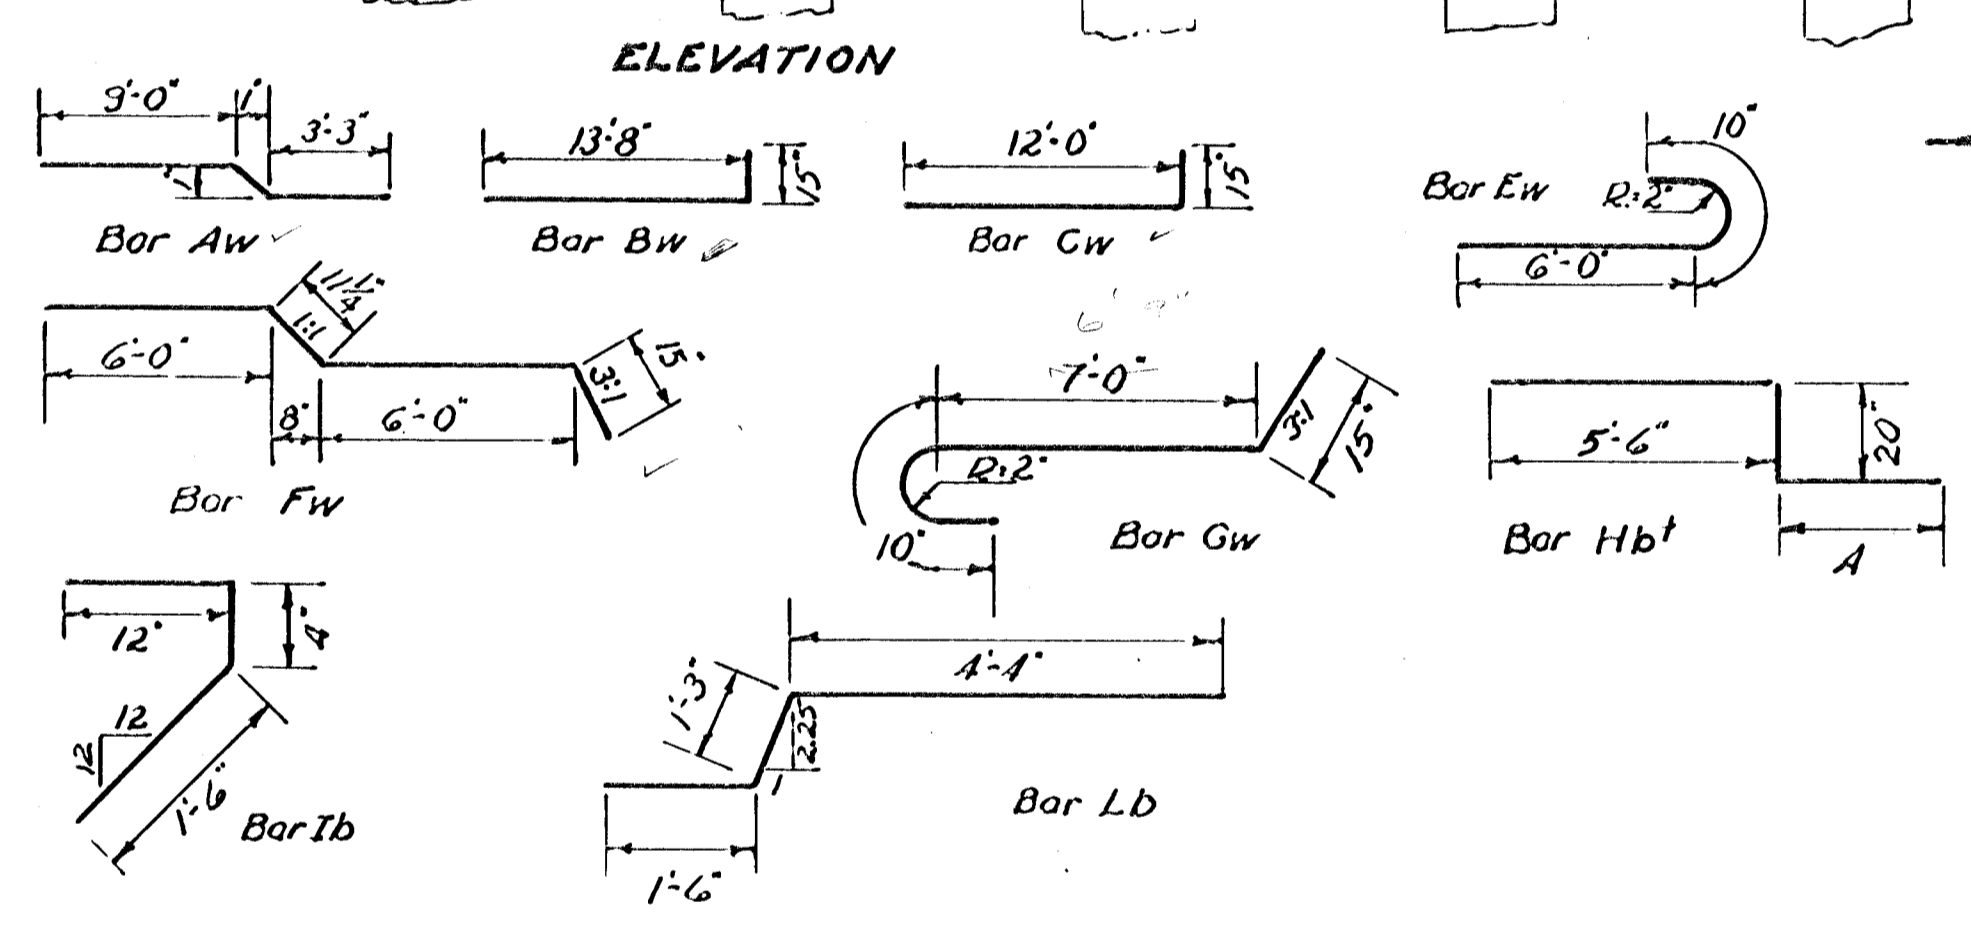 ELEVATION
9'-0"
1"
3'-3"
1"
Bar Aw
13'-8"
15"
Bar Bw
12'-0"
15"
Bar Cw
10"
Bar Ew
R=2"
6'-0"
11 1/4"
1:1
6'-0"
8"
6'-0"
3:1
15"
Bar Fw
6' 9"
7'-0"
R=2"
10"
3:1
15"
Bar Gw
5'-6"
20"
A
Bar Hb†
12"
4"
12
12
1'-6"
Bar Ib
1'-3"
4'-4"
2.25
1
1'-6"
Bar Lb